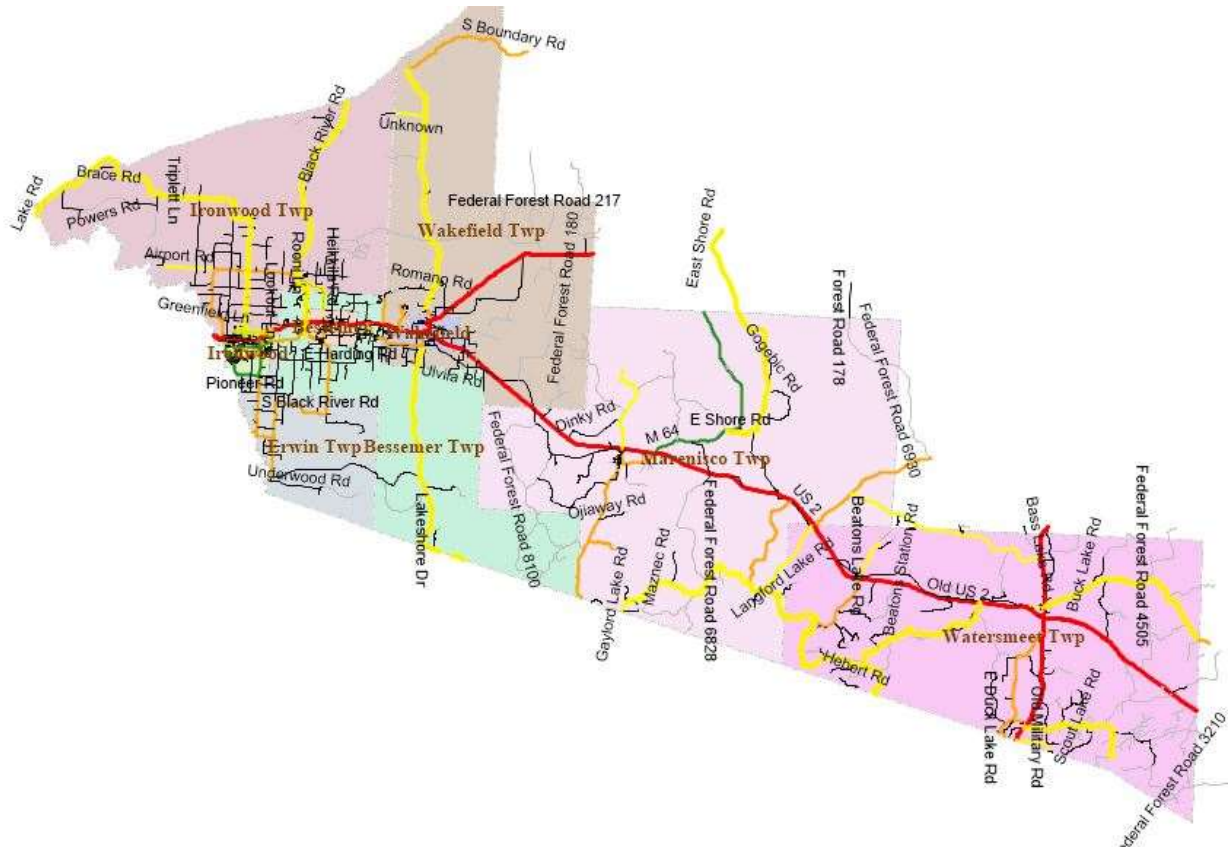 S Boundary Rd
Black River Rd
Unknown
Lake Rd
Brace Rd
Triplett Ln
Powers Rd
Ironwood Twp
Federal Forest Road 217
Wakefield Twp
Federal Forest Road 180
East Shore Rd
Airport Rd
Romano Rd
Forest Road 178
Federal Forest Road 6930
Greenfield Ln
Bessemer
Wakefield
Ironwood
E Harding Rd
Gogebic Rd
Pioneer Rd
Ulvila Rd
S Black River Rd
Dinky Rd
E Shore Rd
M 64
Erwin Twp
Bessemer Twp
Marenisco Twp
Underwood Rd
Federal Forest Road 8100
Ojiaway Rd
US 2
Lakeshore Dr
Gaylord Lake Rd
Maznec Rd
Federal Forest Road 6828
Langford Lake Rd
Beatons Lake Rd
Beatons Station Rd
Bass Lake Rd
Buck Lake Rd
Federal Forest Road 4505
Old US 2
Watersmeet Twp
Hebert Rd
E Duck Lake Rd
Old Military Rd
Scout Lake Rd
Federal Forest Road 3210